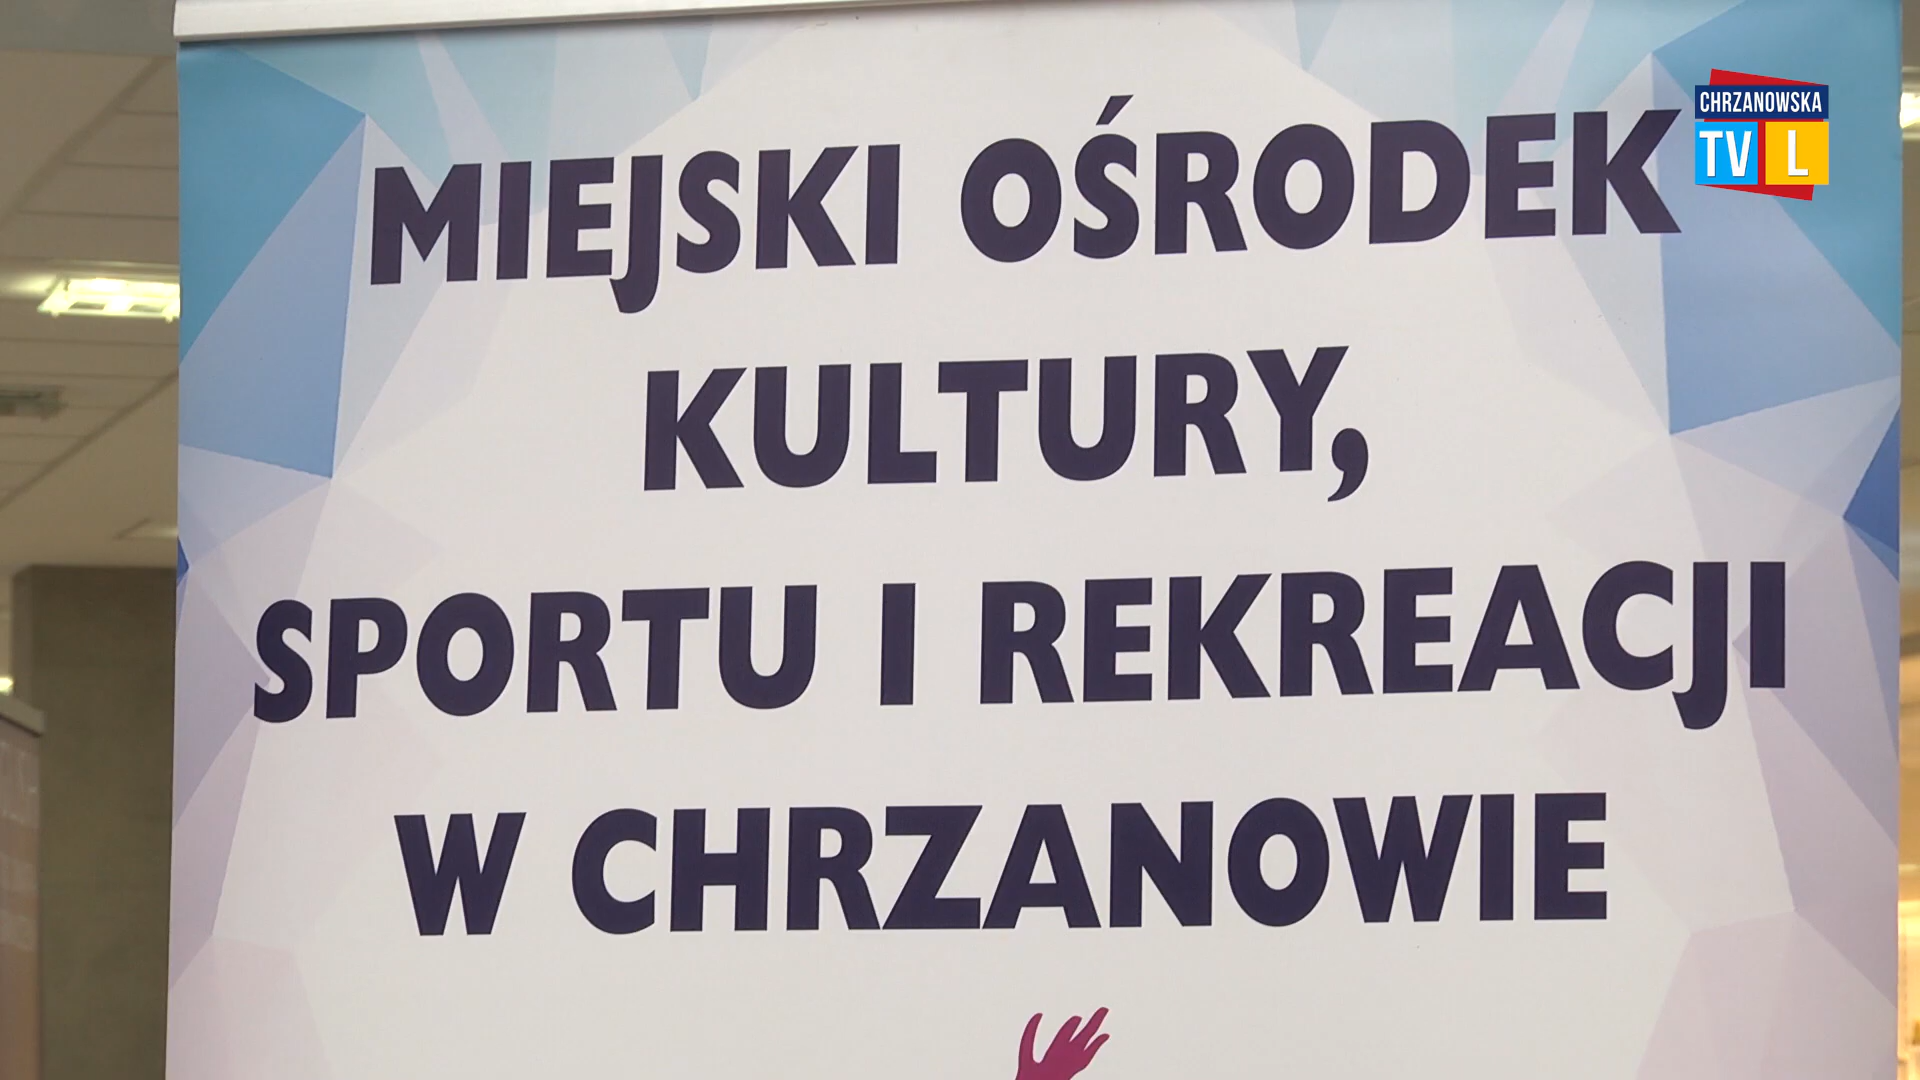 MIEJSKI OŚRODEK
KULTURY,
SPORTU I REKREACJI
W CHRZANOWIE
CHRZANOWSKA
TV L